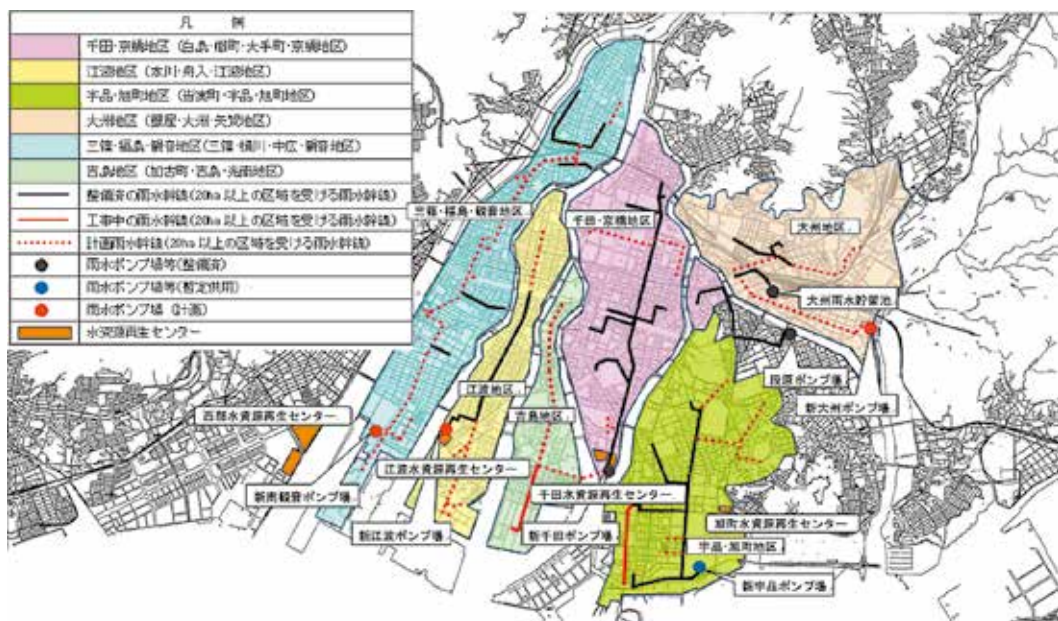 凡 例
千田・京橋地区（白島・幟町・大手町・京橋地区）
江波地区（本川・舟入・江波地区）
宇品・旭町地区（当浜町・宇品・旭町地区）
大州地区（段原・大州・矢賀地区）
三篠・福島・観音地区(三篠・横川・中広・観音地区)
吉島地区（加古町・吉島・光南地区）
整備済の雨水幹線(20ha以上の区域を受ける雨水幹線)
工事中の雨水幹線(20ha以上の区域を受ける雨水幹線)
計画雨水幹線(20ha以上の区域を受ける雨水幹線)
雨水ポンプ場等(整備済)
雨水ポンプ場等(暫定供用)
雨水ポンプ場 (計画)
水資源再生センター
三篠・福島・観音地区
千田・京橋地区
大州地区
大州雨水貯留池
江波地区
吉島地区
段原ポンプ場
新大州ポンプ場
西部水資源再生センター
江波水資源再生センター
千田水資源再生センター
新南観音ポンプ場
新江波ポンプ場
新千田ポンプ場
旭町水資源再生センター
宇品・旭町地区
新宇品ポンプ場